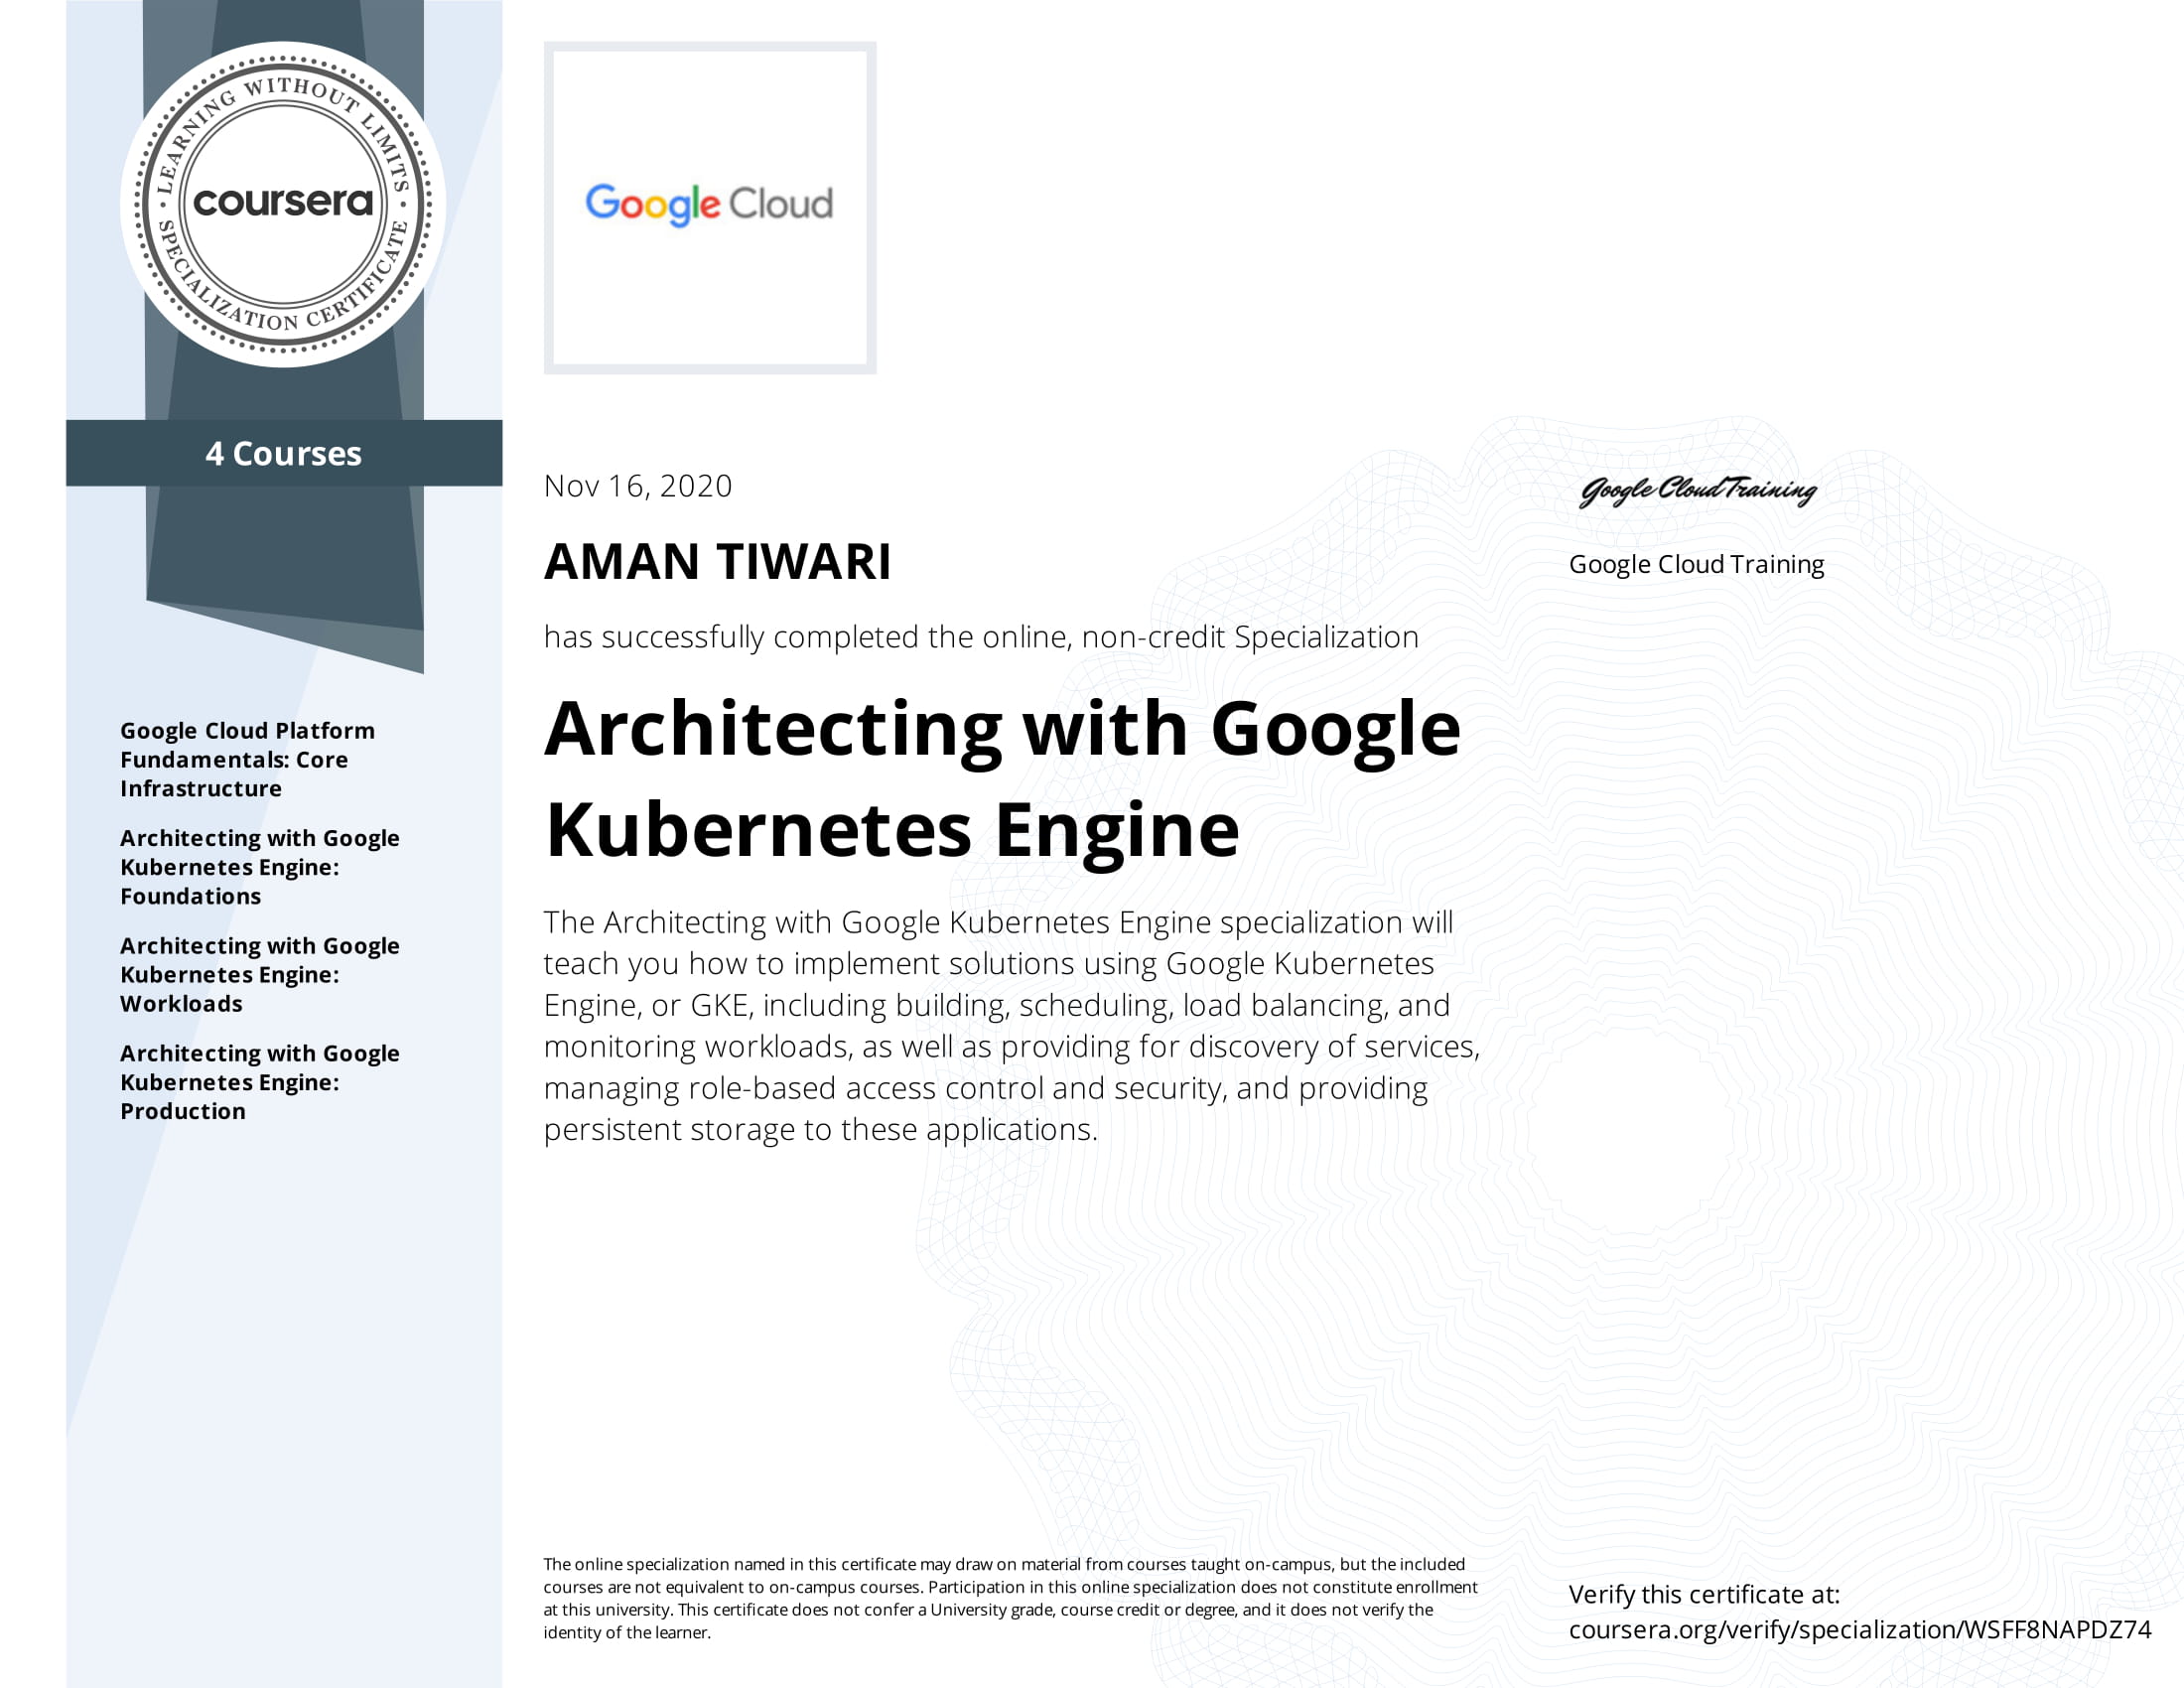 LEARNING WITHOUT LIMITS
coursera
SPECIALIZATION CERTIFICATE
4 Courses
Google Cloud Platform
Fundamentals: Core
Infrastructure
Architecting with Google
Kubernetes Engine:
Foundations
Architecting with Google
Kubernetes Engine:
Workloads
Architecting with Google
Kubernetes Engine:
Production
Google Cloud
Nov 16, 2020
AMAN TIWARI
has successfully completed the online, non-credit Specialization
Architecting with Google
Kubernetes Engine
The Architecting with Google Kubernetes Engine specialization will
teach you how to implement solutions using Google Kubernetes
Engine, or GKE, including building, scheduling, load balancing, and
monitoring workloads, as well as providing for discovery of services,
managing role-based access control and security, and providing
persistent storage to these applications.
Google Cloud Training
Google Cloud Training
The online specialization named in this certificate may draw on material from courses taught on-campus, but the included
courses are not equivalent to on-campus courses. Participation in this online specialization does not constitute enrollment
at this university. This certificate does not confer a University grade, course credit or degree, and it does not verify the
identity of the learner.
Verify this certificate at:
coursera.org/verify/specialization/WSFF8NAPDZ74